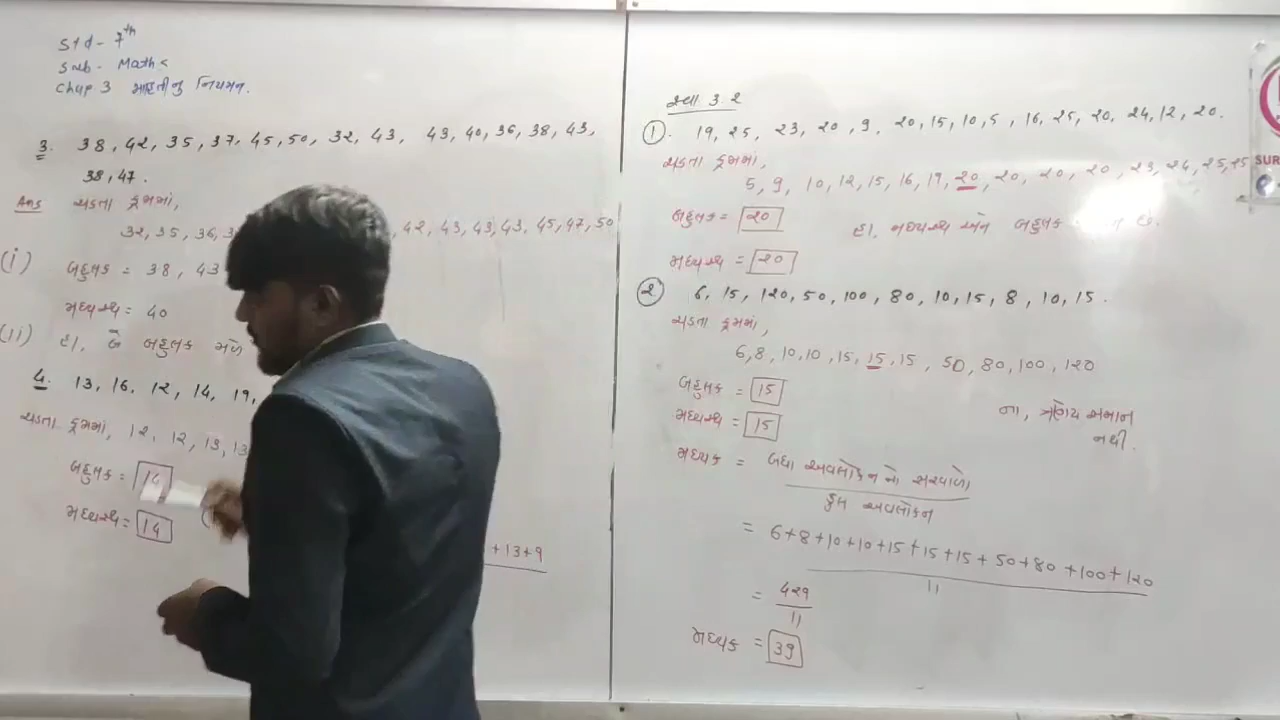 Std - 7th
Sub - Maths
Chap 3 માહિતીનું નિયમન.
3. 38, 42, 35, 37, 45, 50, 32, 43, 43, 40, 36, 38, 43,
38, 47.
Ans ચડતા ક્રમમાં,
32, 35, 36, 42, 43, 43, 43, 45, 47, 50
(i) બહુલક = 38, 43
મધ્યસ્થ = 40
(ii) હા. બે બહુલક મળે
4. 13, 16, 12, 14, 19,
ચડતા ક્રમમાં, 12, 12, 13, 13
બહુલક = 14
મધ્યસ્થ = 14
+ 13 + 9
સ્વા 3.2
1. 19, 25, 23, 20, 9, 20, 15, 10, 5, 16, 25, 20, 24, 12, 20.
ચડતા ક્રમમાં,
5, 9, 10, 12, 15, 16, 19, 20, 20, 20, 20, 23, 24, 25, 25
બહુલક = 20
હા. મધ્યસ્થ અને બહુલક છે.
મધ્યસ્થ = 20
2 6, 15, 120, 50, 100, 80, 10, 15, 8, 10, 15.
ચડતા ક્રમમાં,
6, 8, 10, 10, 15, 15, 15, 50, 80, 100, 120
બહુલક = 15
મધ્યસ્થ = 15
ના, ત્રણેય સમાન
નથી.
મધ્યક = બધા અવલોકનનો સરવાળો
કુલ અવલોકન
= 6+8+10+10+15+15+15+50+80+100+120
11
= 429
11
મધ્યક = 39
SUR